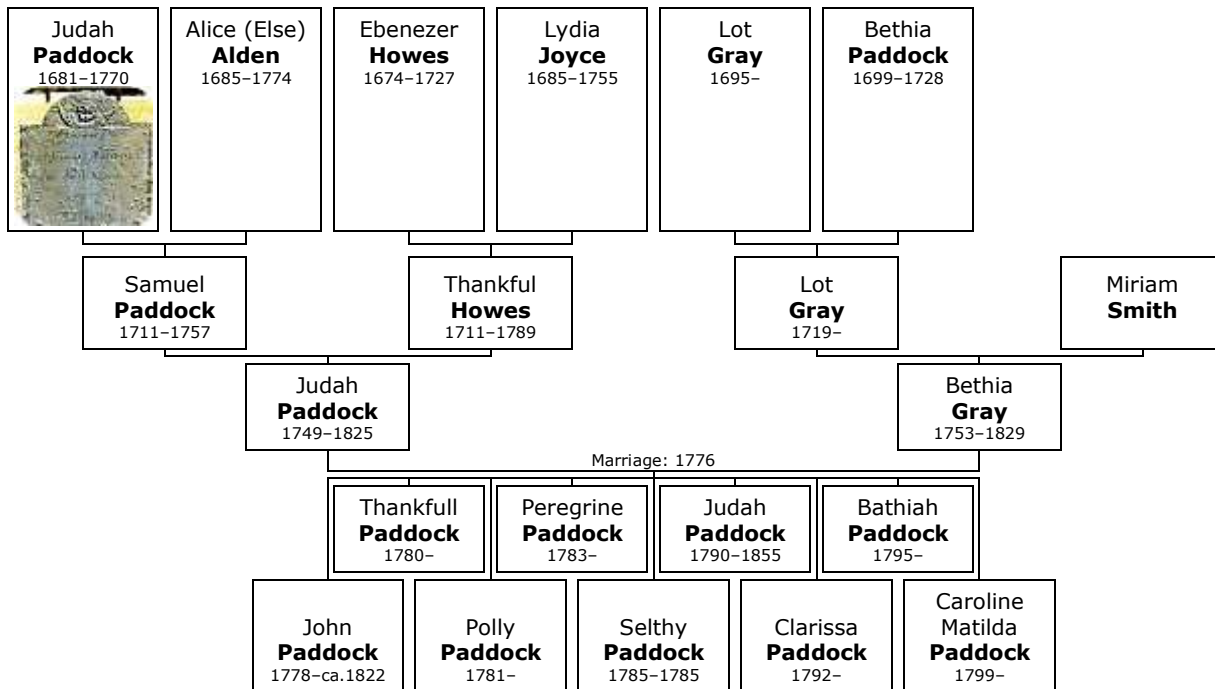 Judah
Paddock
1681–1770
Alice (Else)
Alden
1685–1774
Ebenezer
Howes
1674–1727
Lydia
Joyce
1685–1755
Lot
Gray
1695–
Bethia
Paddock
1699–1728
Samuel
Paddock
1711–1757
Thankful
Howes
1711–1789
Lot
Gray
1719–
Miriam
Smith
Judah
Paddock
1749–1825
Bethia
Gray
1753–1829
Marriage: 1776
Thankfull
Paddock
1780–
Peregrine
Paddock
1783–
Judah
Paddock
1790–1855
Bathiah
Paddock
1795–
John
Paddock
1778–ca.1822
Polly
Paddock
1781–
Selthy
Paddock
1785–1785
Clarissa
Paddock
1792–
Caroline
Matilda
Paddock
1799–